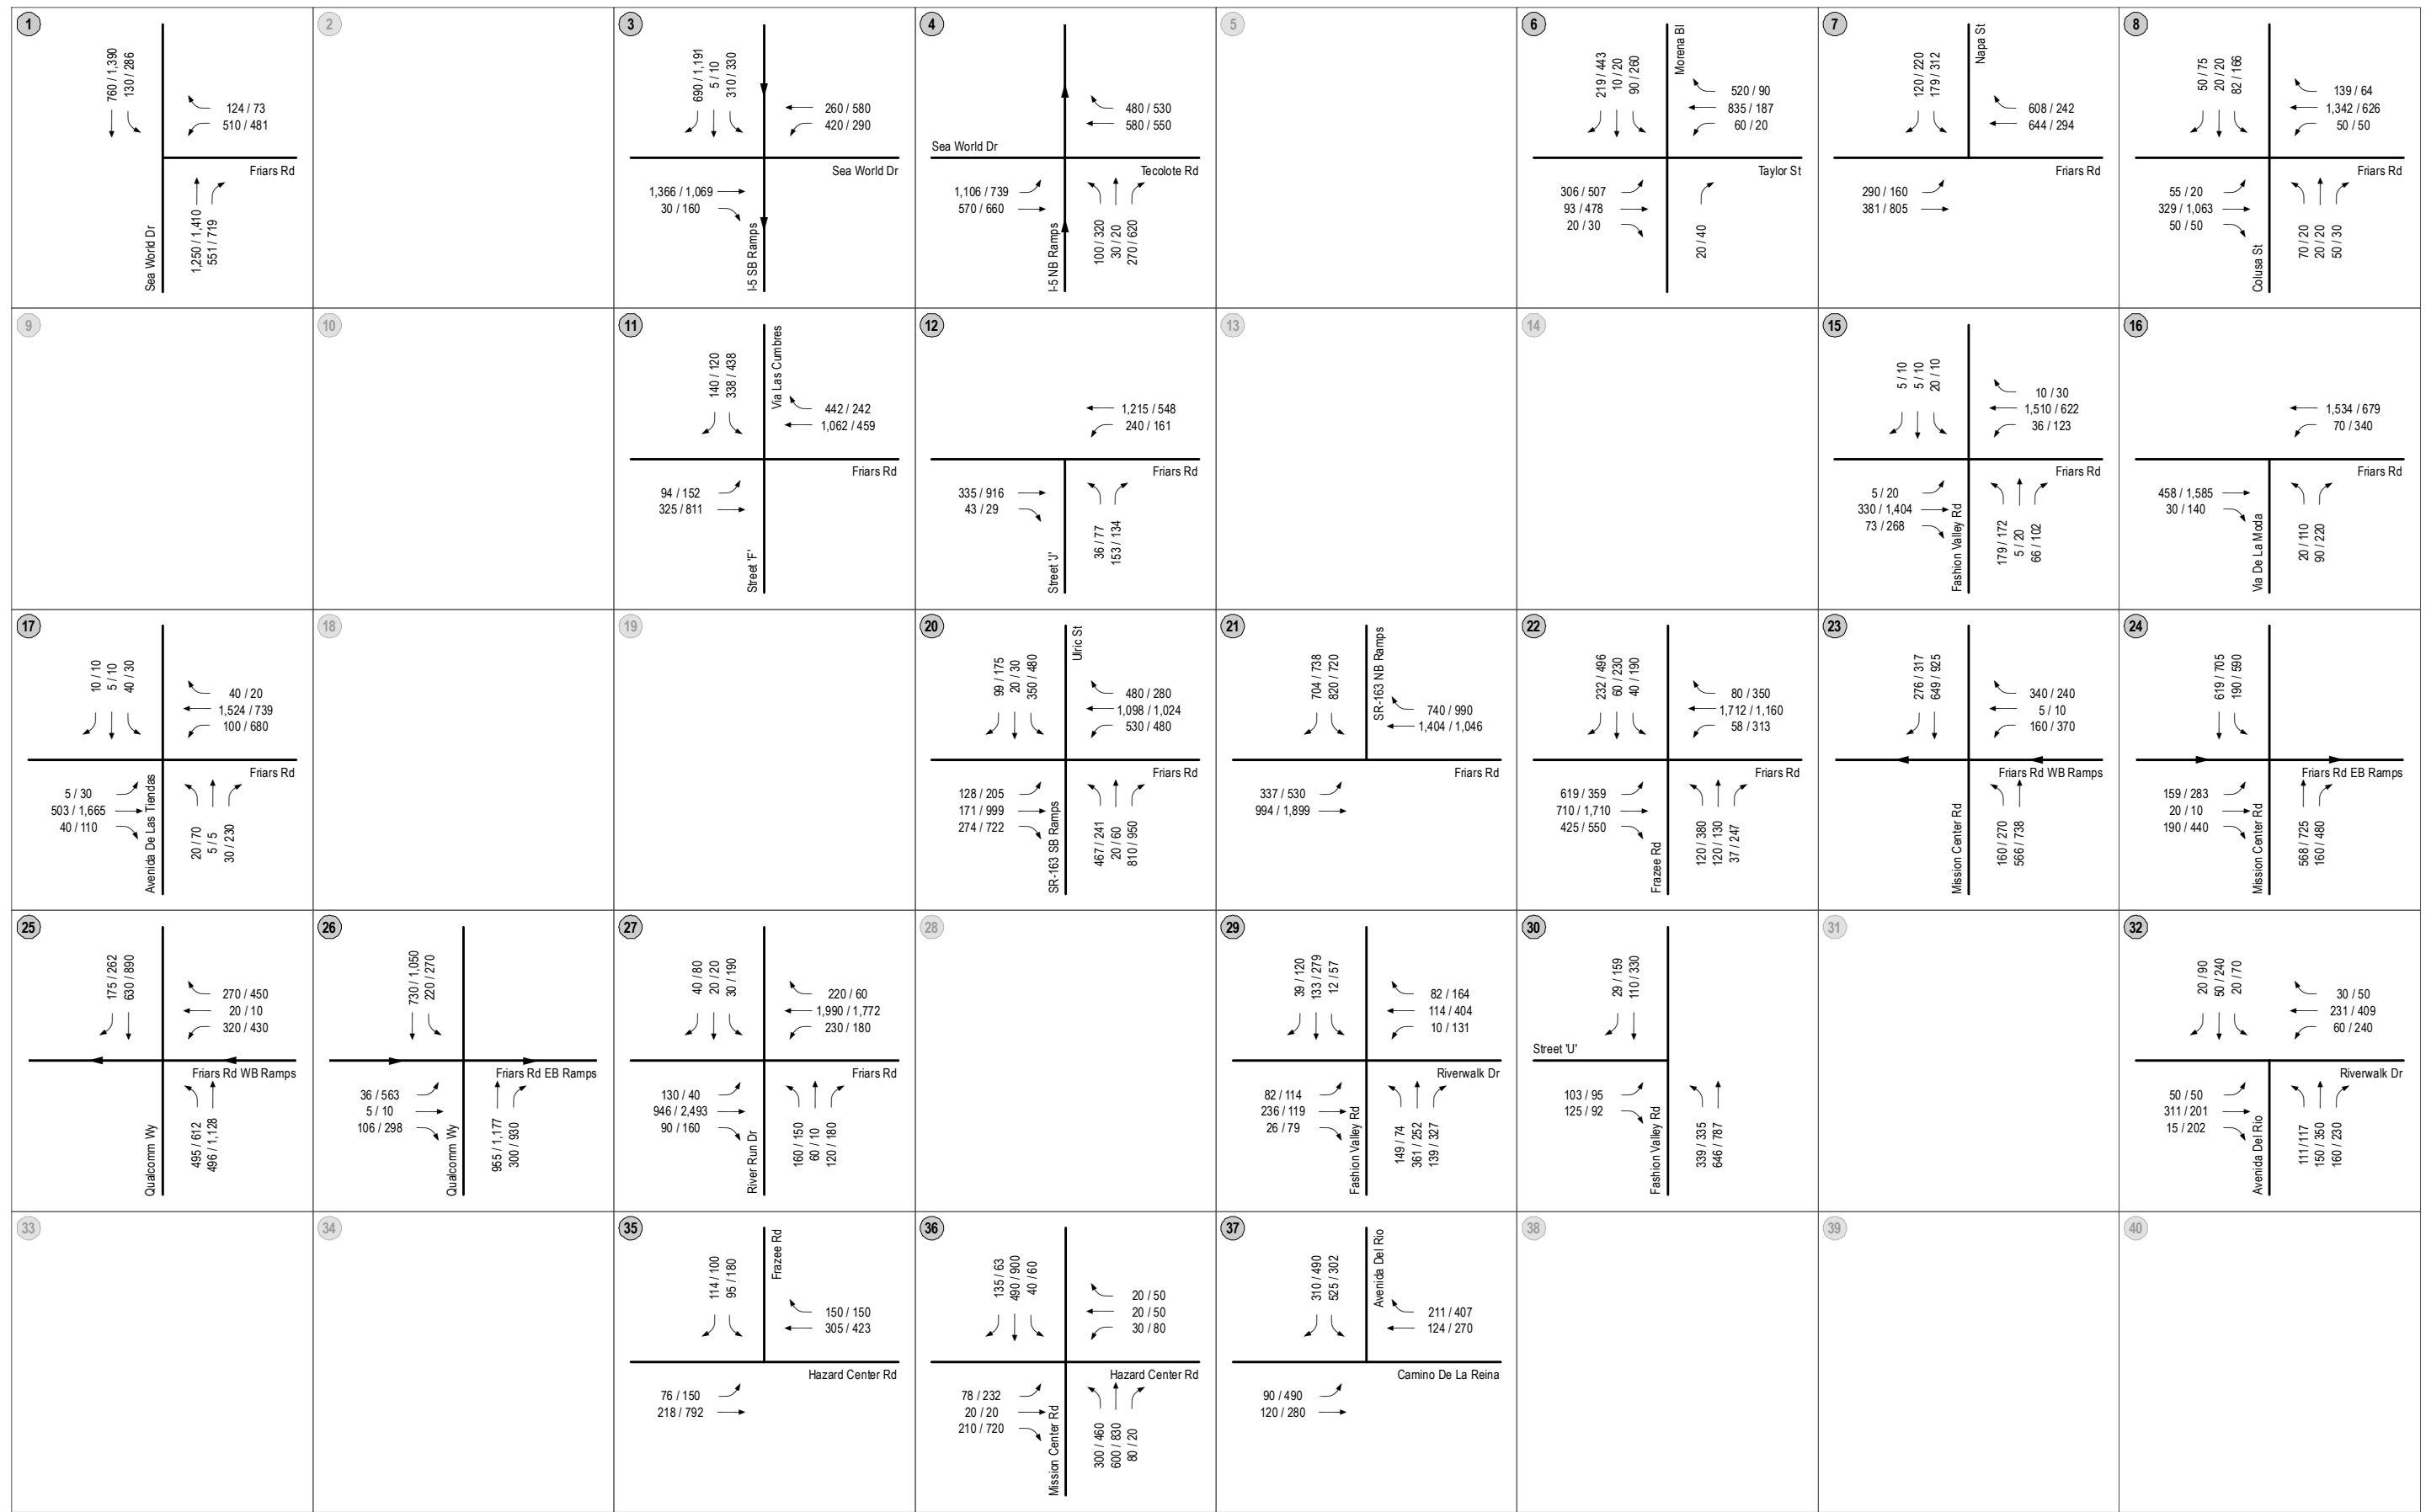 1
760 / 1,390
130 / 286
124 / 73
510 / 481
Friars Rd
Sea World Dr
1,250 / 1,410
551 / 719
2
3
690 / 1,191
5 / 10
310 / 330
260 / 580
420 / 290
Sea World Dr
1,366 / 1,069
30 / 160
I-5 SB Ramps
4
480 / 530
580 / 550
Sea World Dr
Tecolote Rd
1,106 / 739
570 / 660
I-5 NB Ramps
100 / 320
30 / 20
270 / 620
5
6
219 / 443
10 / 20
90 / 260
Morena Bl
520 / 90
835 / 187
60 / 20
Taylor St
306 / 507
93 / 478
20 / 30
20 / 40
7
120 / 220
179 / 312
Napa St
608 / 242
644 / 294
Friars Rd
290 / 160
381 / 805
8
50 / 75
20 / 20
82 / 166
139 / 64
1,342 / 626
50 / 50
Friars Rd
55 / 20
329 / 1,063
50 / 50
Colusa St
70 / 20
20 / 20
50 / 30
9
10
11
140 / 120
338 / 438
Via Las Cumbres
442 / 242
1,062 / 459
Friars Rd
94 / 152
325 / 811
Street 'F'
12
1,215 / 548
240 / 161
Friars Rd
335 / 916
43 / 29
Street 'J'
36 / 77
153 / 134
13
14
15
5 / 10
5 / 10
20 / 10
10 / 30
1,510 / 622
36 / 123
Friars Rd
5 / 20
330 / 1,404
73 / 268
Fashion Valley Rd
179 / 172
5 / 20
66 / 102
16
1,534 / 679
70 / 340
Friars Rd
458 / 1,585
30 / 140
Via De La Moda
20 / 110
90 / 220
17
10 / 10
5 / 10
40 / 30
40 / 20
1,524 / 739
100 / 680
Friars Rd
5 / 30
503 / 1,665
40 / 110
Avenida De Las Tiendas
20 / 70
5 / 5
30 / 230
18
19
20
99 / 175
20 / 30
350 / 480
Ulric St
480 / 280
1,098 / 1,024
530 / 480
Friars Rd
128 / 205
171 / 999
274 / 722
SR-163 SB Ramps
467 / 241
20 / 60
810 / 950
21
704 / 738
820 / 720
SR-163 NB Ramps
740 / 990
1,404 / 1,046
Friars Rd
337 / 530
994 / 1,899
22
232 / 496
60 / 230
40 / 190
80 / 350
1,712 / 1,160
58 / 313
Friars Rd
619 / 359
710 / 1,710
425 / 550
Frazee Rd
120 / 380
120 / 130
37 / 247
23
276 / 317
649 / 925
340 / 240
5 / 10
160 / 370
Friars Rd WB Ramps
Mission Center Rd
160 / 270
566 / 738
24
619 / 705
190 / 590
Friars Rd EB Ramps
159 / 283
20 / 10
190 / 440
Mission Center Rd
568 / 725
160 / 480
25
175 / 262
630 / 890
270 / 450
20 / 10
320 / 430
Friars Rd WB Ramps
Qualcomm Wy
495 / 612
496 / 1,128
26
730 / 1,050
220 / 270
Friars Rd EB Ramps
36 / 563
5 / 10
106 / 298
Qualcomm Wy
955 / 1,177
300 / 930
27
40 / 80
20 / 20
30 / 190
220 / 60
1,990 / 1,772
230 / 180
Friars Rd
130 / 40
946 / 2,493
90 / 160
River Run Dr
160 / 150
60 / 10
120 / 180
28
29
39 / 120
133 / 279
12 / 57
82 / 164
114 / 404
10 / 131
Riverwalk Dr
82 / 114
236 / 119
26 / 79
Fashion Valley Rd
149 / 74
361 / 252
139 / 327
30
29 / 159
110 / 330
Street 'U'
103 / 95
125 / 92
Fashion Valley Rd
339 / 335
646 / 787
31
32
20 / 90
50 / 240
20 / 70
30 / 50
231 / 409
60 / 240
Riverwalk Dr
50 / 50
311 / 201
15 / 202
Avenida Del Rio
111 / 117
150 / 350
160 / 230
33
34
35
114 / 100
95 / 180
Frazee Rd
150 / 150
305 / 423
Hazard Center Rd
76 / 150
218 / 792
36
135 / 63
490 / 900
40 / 60
20 / 50
20 / 50
30 / 80
Hazard Center Rd
78 / 232
20 / 20
210 / 720
Mission Center Rd
300 / 460
600 / 830
80 / 20
37
310 / 490
525 / 302
Avenida Del Rio
211 / 407
124 / 270
Camino De La Reina
90 / 490
120 / 280
38
39
40